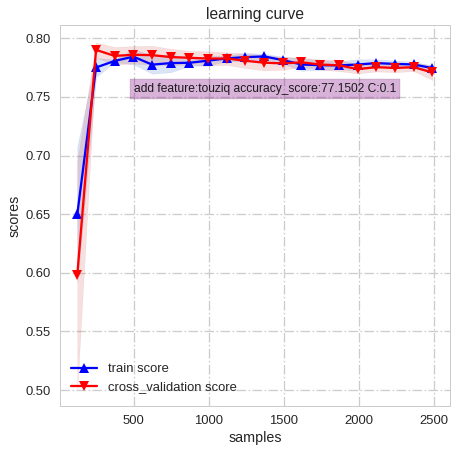 learning curve
0.80
0.75
0.70
0.65
0.60
0.55
0.50
scores
add feature:touziq accuracy_score:77.1502 C:0.1
train score
cross_validation score
500
1000
1500
2000
2500
samples